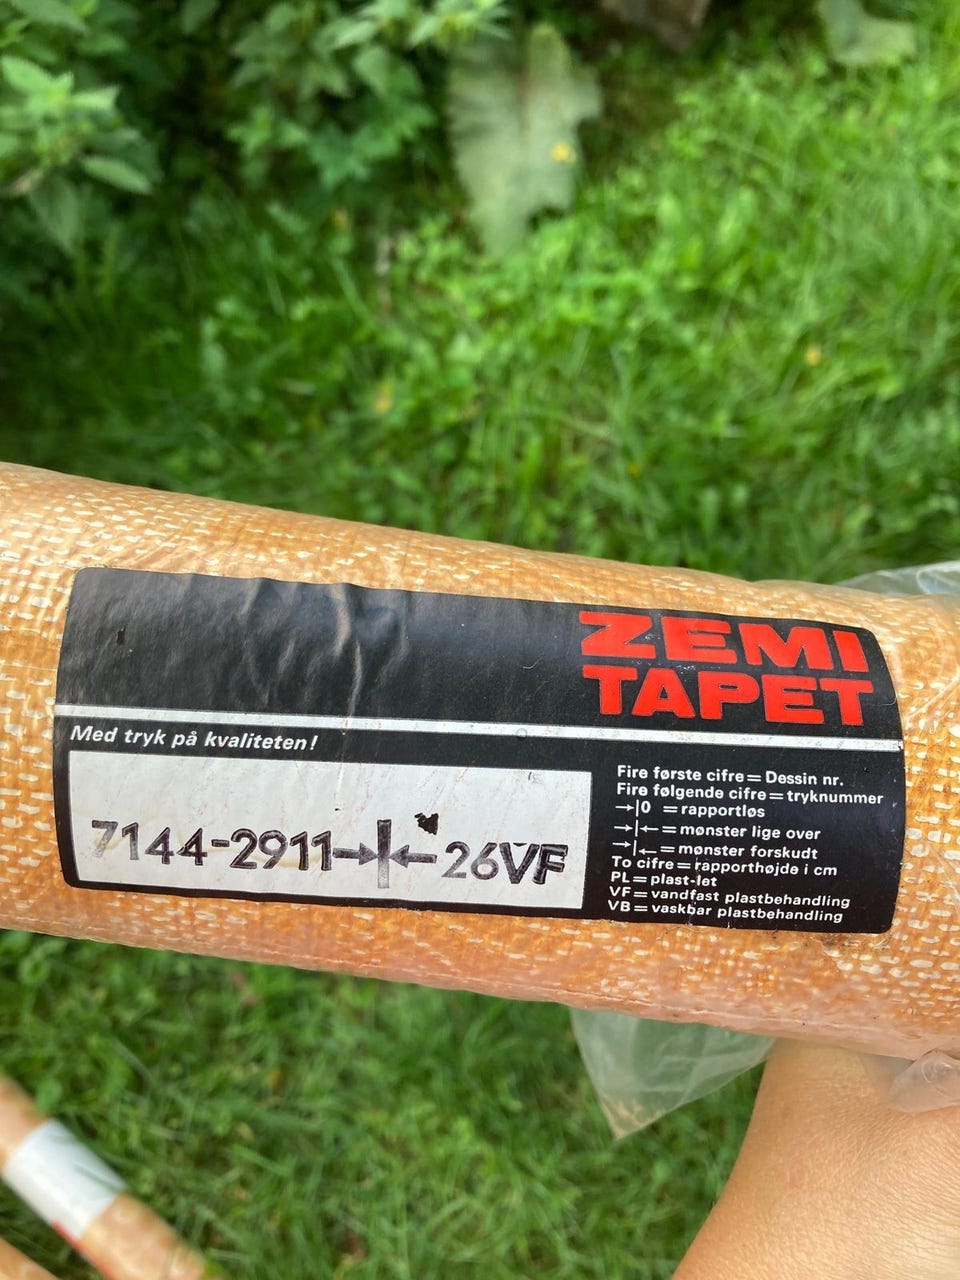 ZEMI
TAPET
Med tryk på kvaliteten!
7144-2911→|←26VF
Fire første cifre = Dessin nr.
Fire følgende cifre = tryknummer
→|0 = rapportløs
→|← = mønster lige over
→|← = mønster forskudt
To cifre = rapporthøjde i cm
PL = plast-let
VF = vandfast plastbehandling
VB = vaskbar plastbehandling